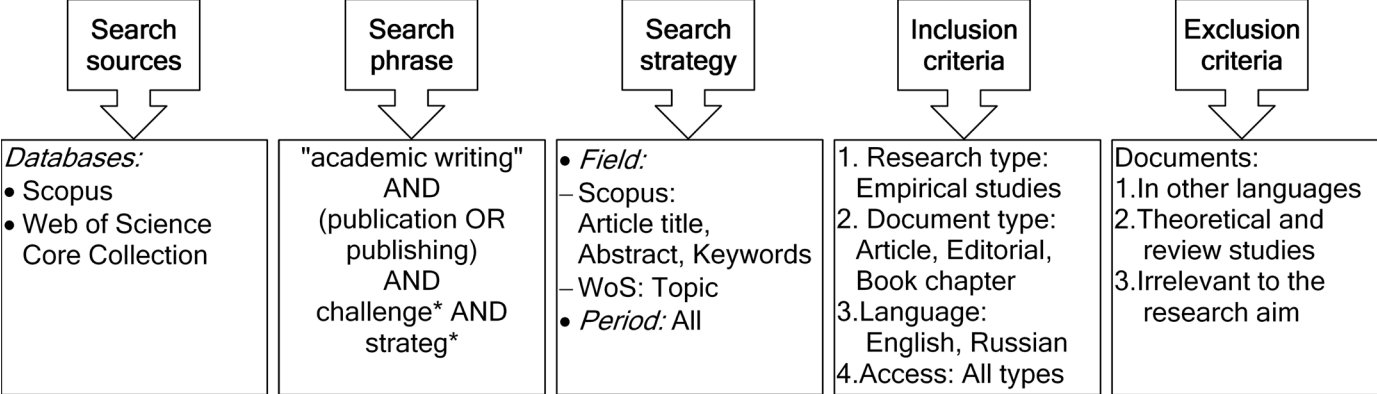 Search
sources
Databases:
• Scopus
• Web of Science
Core Collection
Search
phrase
"academic writing"
AND
(publication OR
publishing)
AND
challenge* AND
strateg*
Search
strategy
• Field:
–Scopus:
Article title,
Abstract, Keywords
–WoS: Topic
• Period: All
Inclusion
criteria
1. Research type:
Empirical studies
2. Document type:
Article, Editorial,
Book chapter
3.Language:
English, Russian
4.Access: All types
Exclusion
criteria
Documents:
1.In other languages
2.Theoretical and
review studies
3.Irrelevant to the
research aim